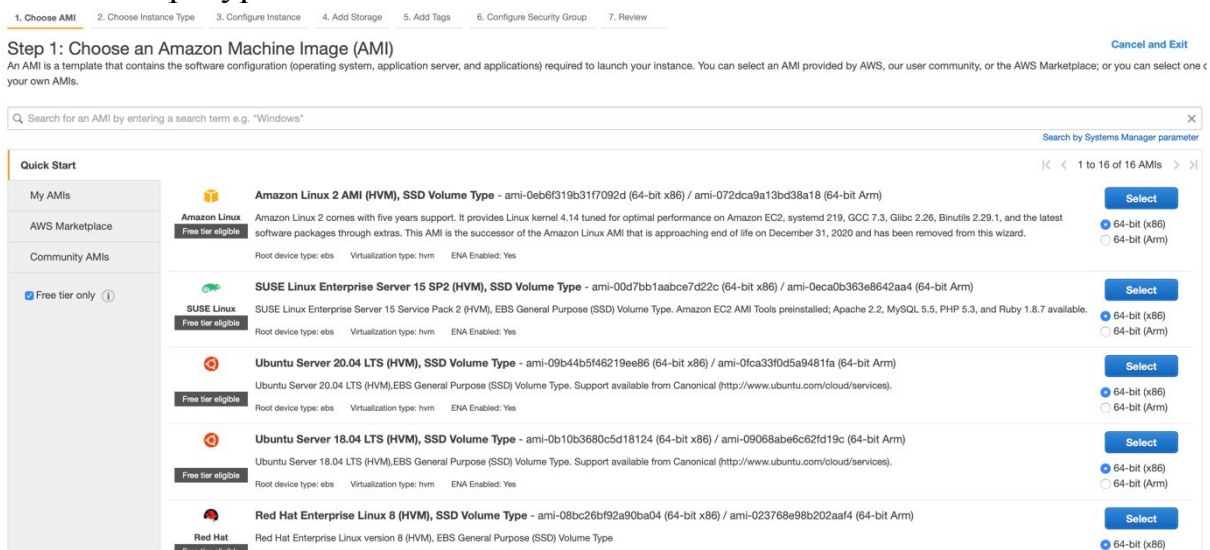 1. Choose AMI 2. Choose Instance Type 3. Configure Instance 4. Add Storage 5. Add Tags 6. Configure Security Group 7. Review
Step 1: Choose an Amazon Machine Image (AMI)
Cancel and Exit
An AMI is a template that contains the software configuration (operating system, application server, and applications) required to launch your instance. You can select an AMI provided by AWS, our user community, or the AWS Marketplace; or you can select one
your own AMIs.
Search for an AMI by entering a search term e.g. "Windows"
Search by Systems Manager parameter
Quick Start
1 to 16 of 16 AMIs
My AMIs
AWS Marketplace
Community AMIs
Free tier only
Amazon Linux
Free tier eligible
Amazon Linux 2 AMI (HVM), SSD Volume Type - ami-0eb6f319b31f7092d (64-bit x86) / ami-072dca9a13bd38a18 (64-bit Arm)
Amazon Linux 2 comes with five years support. It provides Linux kernel 4.14 tuned for optimal performance on Amazon EC2, systemd 219, GCC 7.3, Glibc 2.26, Binutils 2.29.1, and the latest
software packages through extras. This AMI is the successor of the Amazon Linux AMI that is approaching end of life on December 31, 2020 and has been removed from this wizard.
Root device type: ebs Virtualization type: hvm ENA Enabled: Yes
Select
64-bit (x86)
64-bit (Arm)
SUSE Linux
Free tier eligible
SUSE Linux Enterprise Server 15 SP2 (HVM), SSD Volume Type - ami-00d7bb1aabce7d22c (64-bit x86) / ami-0eca0b363e8642aa4 (64-bit Arm)
SUSE Linux Enterprise Server 15 Service Pack 2 (HVM), EBS General Purpose (SSD) Volume Type. Amazon EC2 AMI Tools preinstalled; Apache 2.2, MySQL 5.5, PHP 5.3, and Ruby 1.8.7 available.
Root device type: ebs Virtualization type: hvm ENA Enabled: Yes
Select
64-bit (x86)
64-bit (Arm)
Free tier eligible
Ubuntu Server 20.04 LTS (HVM), SSD Volume Type - ami-09b44b5f46219ee86 (64-bit x86) / ami-0fca33f0d5a9481fa (64-bit Arm)
Ubuntu Server 20.04 LTS (HVM),EBS General Purpose (SSD) Volume Type. Support available from Canonical (http://www.ubuntu.com/cloud/services).
Root device type: ebs Virtualization type: hvm ENA Enabled: Yes
Select
64-bit (x86)
64-bit (Arm)
Free tier eligible
Ubuntu Server 18.04 LTS (HVM), SSD Volume Type - ami-0b10b3680c5d18124 (64-bit x86) / ami-09068abe6c62fd19c (64-bit Arm)
Ubuntu Server 18.04 LTS (HVM),EBS General Purpose (SSD) Volume Type. Support available from Canonical (http://www.ubuntu.com/cloud/services).
Root device type: ebs Virtualization type: hvm ENA Enabled: Yes
Select
64-bit (x86)
64-bit (Arm)
Red Hat
Free tier eligible
Red Hat Enterprise Linux 8 (HVM), SSD Volume Type - ami-08bc26bf92a90ba04 (64-bit x86) / ami-023768e98b202aaf4 (64-bit Arm)
Red Hat Enterprise Linux version 8 (HVM), EBS General Purpose (SSD) Volume Type
Select
64-bit (x86)